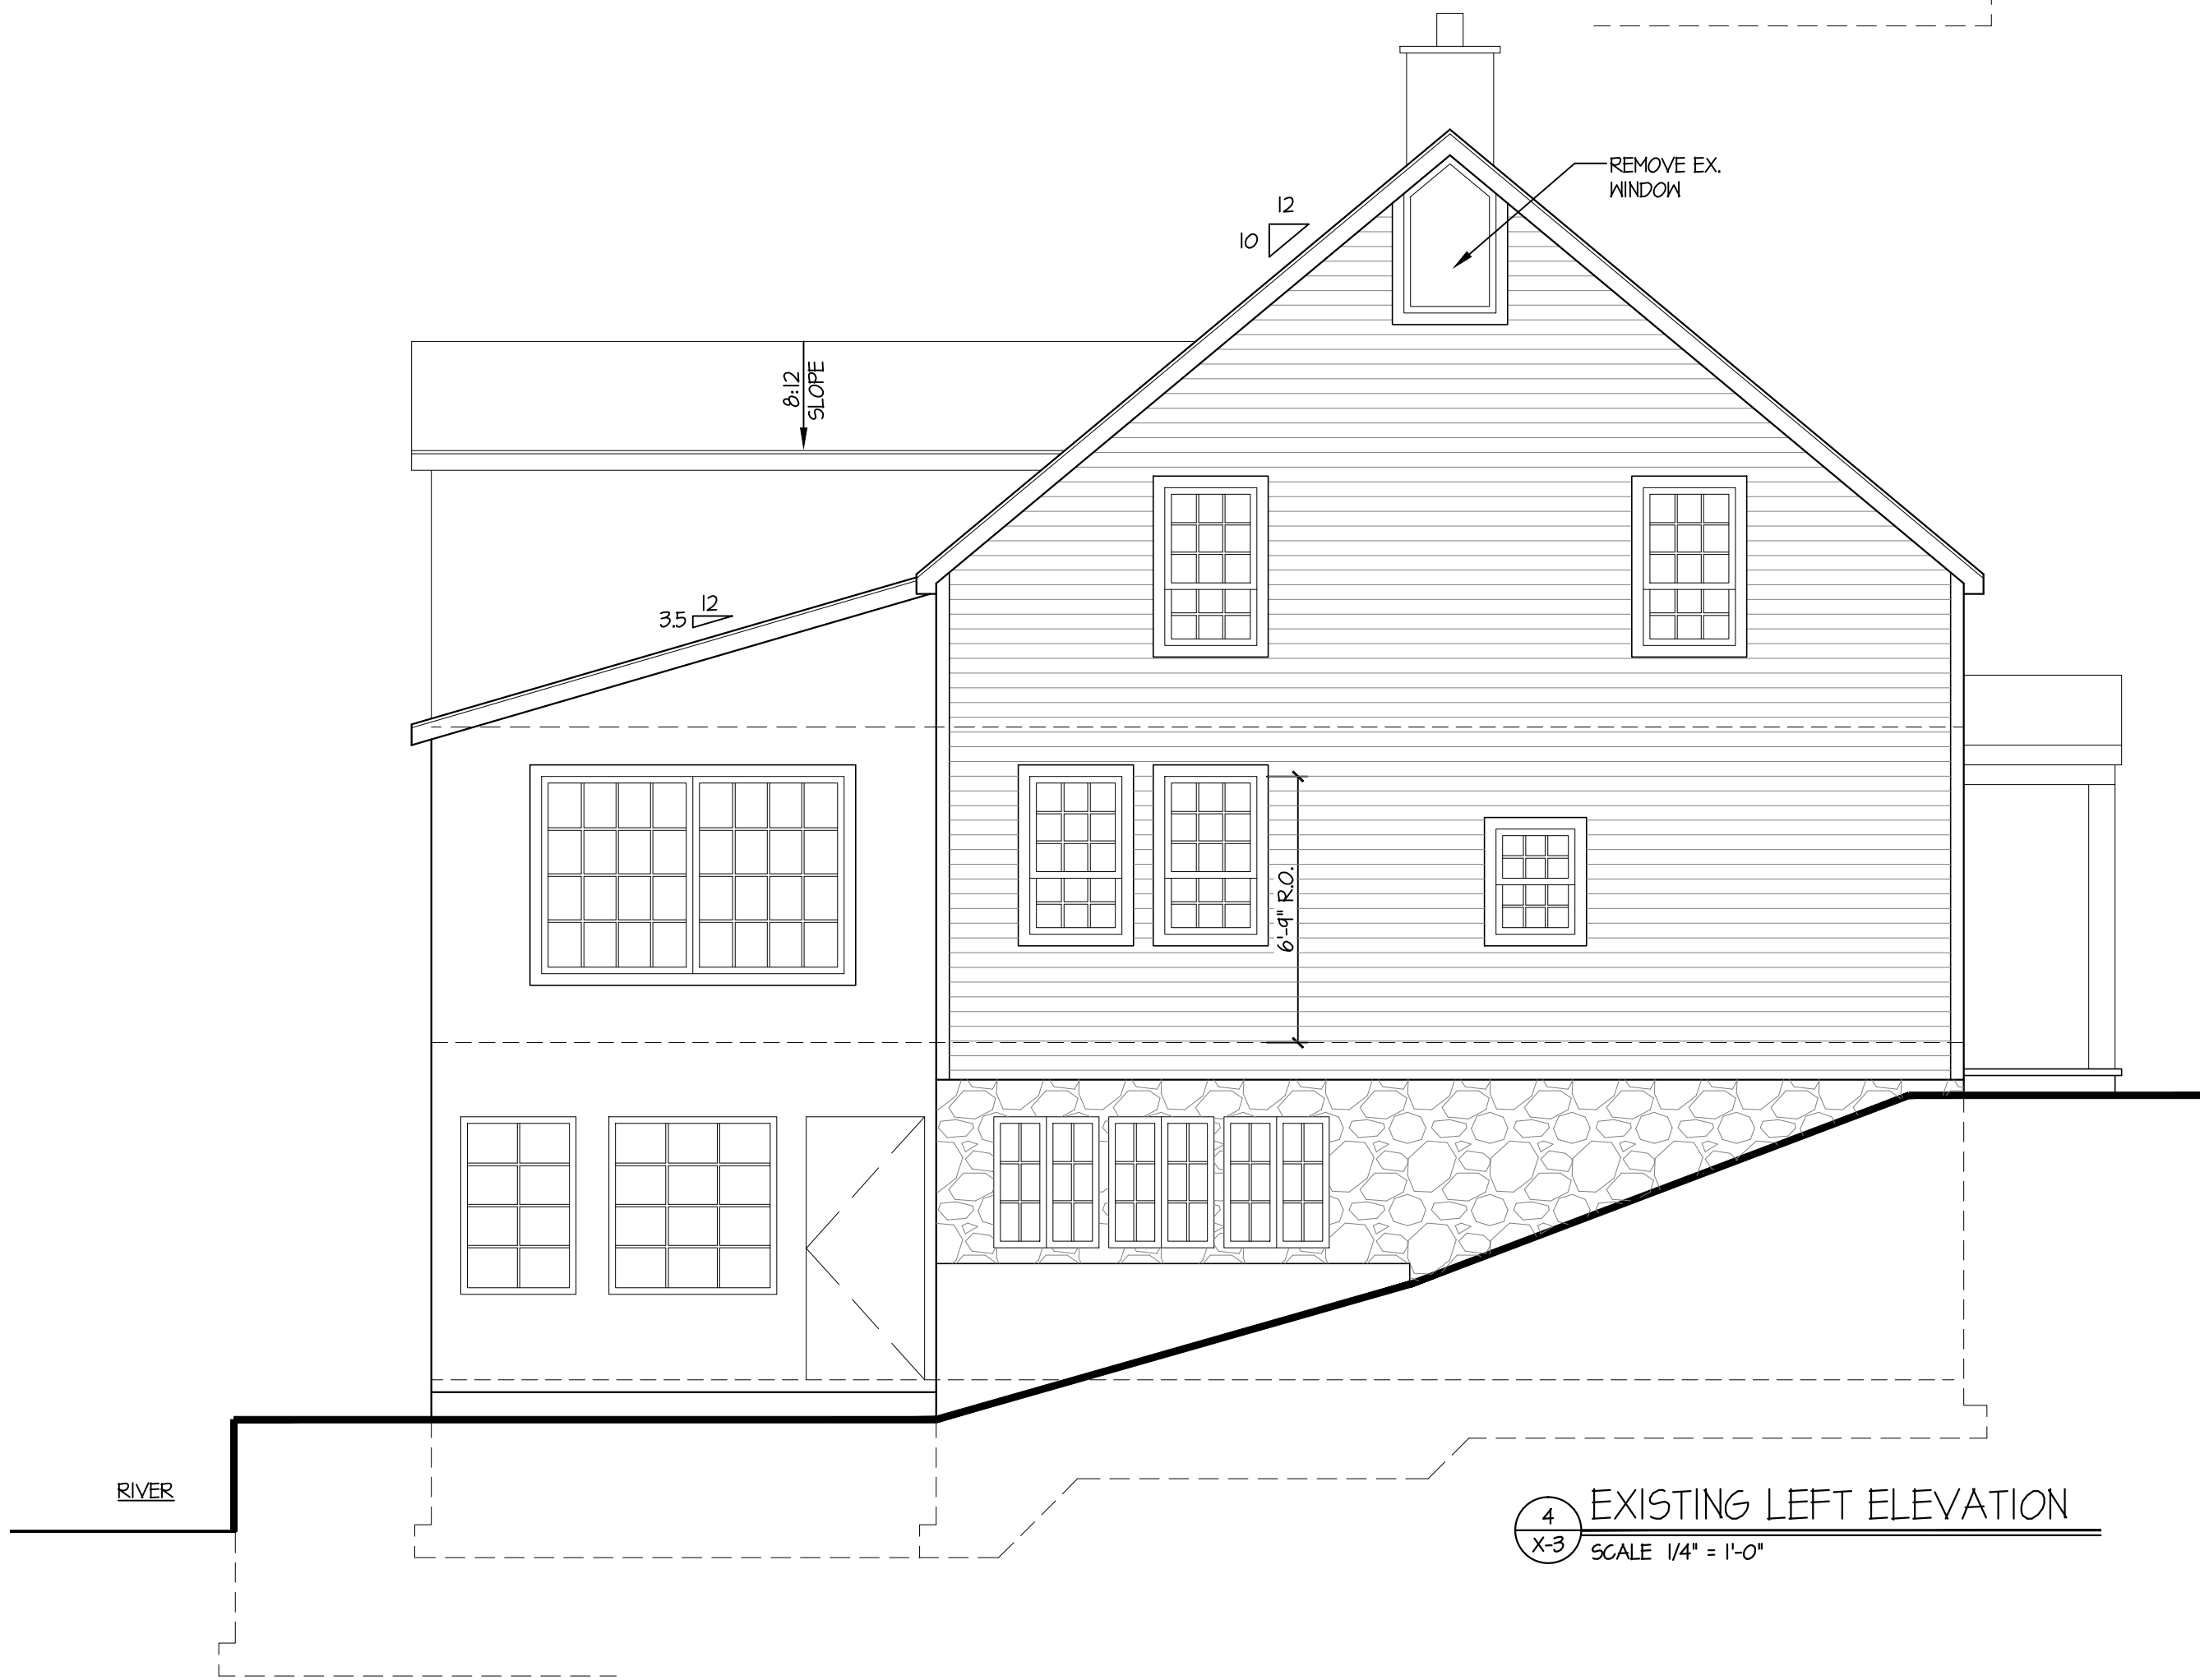 REMOVE EX.
WINDOW
12
10
8:12
SLOPE
12
3.5
6'-9" R.O.
RIVER
4
X-3
EXISTING LEFT ELEVATION
SCALE 1/4" = 1'-0"